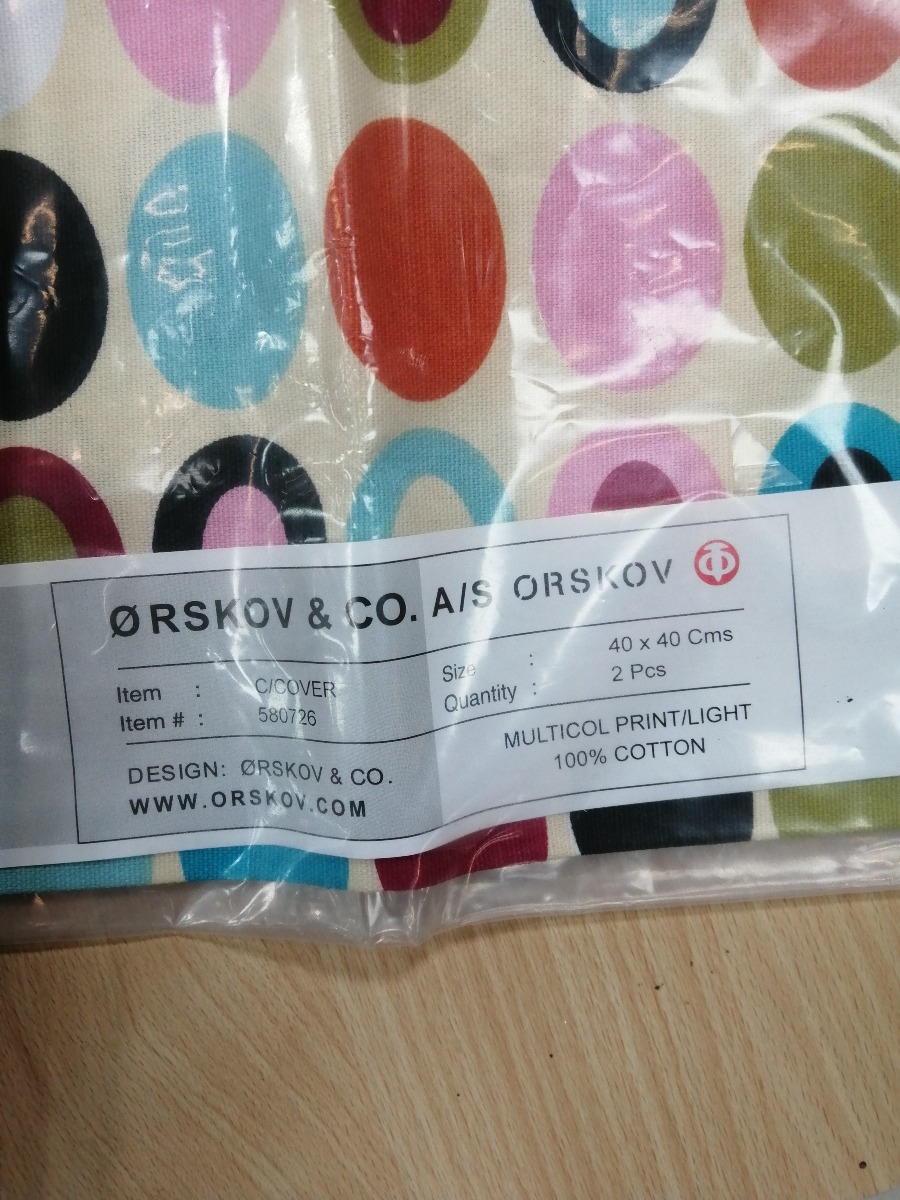 ØRSKOV & CO. A/S ORSKOV
Item : C/COVER
Item # : 580726
Size : 40 x 40 Cms
Quantity : 2 Pcs
DESIGN: ØRSKOV & CO.
WWW.ORSKOV.COM
MULTICOL PRINT/LIGHT
100% COTTON